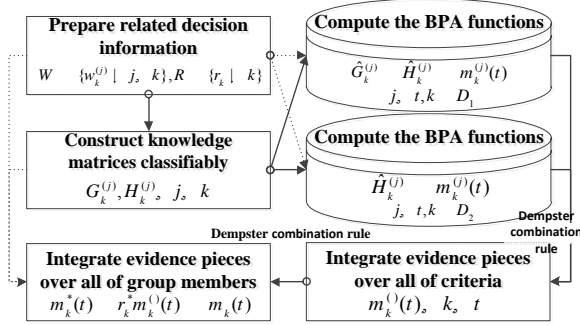 Prepare related decision
information
W {w_k^(j) | j。 k},R {r_k | k}
Construct knowledge
matrices classifiably
G_k^(j),H_k^(j)。 j。 k
Compute the BPA functions
Ĝ_k^(j) Ĥ_k^(j) m_k^(j)(t)
j。 t,k D_1
Compute the BPA functions
Ĥ_k^(j) m_k^(j)(t)
j。 t,k D_2
Dempster
combination
rule
Dempster combination rule
Integrate evidence pieces
over all of criteria
m_k^()(t)。 k。 t
Integrate evidence pieces
over all of group members
m_k^*(t) r_k^*m_k^()(t) m_k(t)